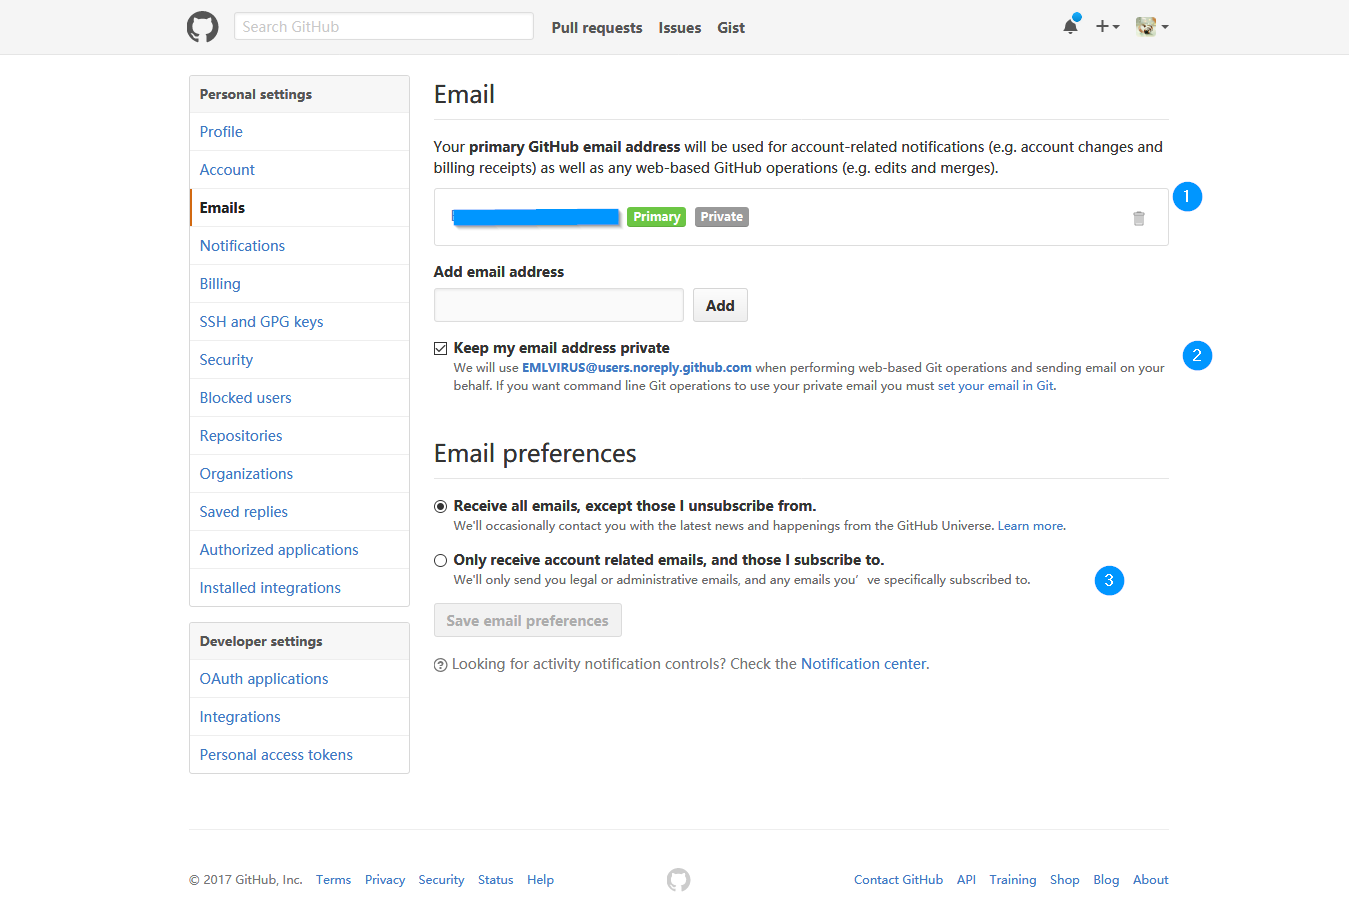 Search GitHub
Pull requests Issues Gist
Personal settings
Profile
Account
Emails
Notifications
Billing
SSH and GPG keys
Security
Blocked users
Repositories
Organizations
Saved replies
Authorized applications
Installed integrations
Developer settings
OAuth applications
Integrations
Personal access tokens
Email
Your primary GitHub email address will be used for account-related notifications (e.g. account changes and
billing receipts) as well as any web-based GitHub operations (e.g. edits and merges).
1
Primary Private
Add email address
Add
Keep my email address private
2
We will use EMLVIRUS@users.noreply.github.com when performing web-based Git operations and sending email on your
behalf. If you want command line Git operations to use your private email you must set your email in Git.
Email preferences
Receive all emails, except those I unsubscribe from.
We'll occasionally contact you with the latest news and happenings from the GitHub Universe. Learn more.
Only receive account related emails, and those I subscribe to.
We'll only send you legal or administrative emails, and any emails you’ve specifically subscribed to.
3
Save email preferences
Looking for activity notification controls? Check the Notification center.
© 2017 GitHub, Inc. Terms Privacy Security Status Help
Contact GitHub API Training Shop Blog About